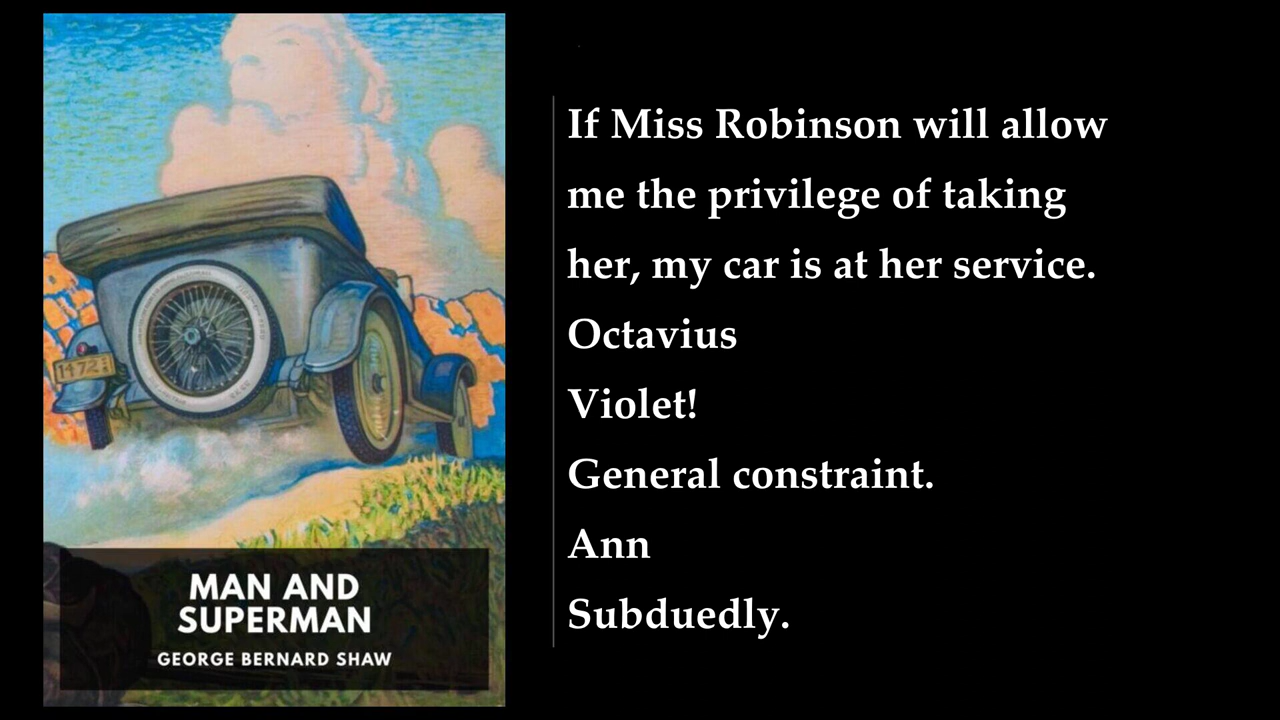 1472
MAN AND
SUPERMAN
GEORGE BERNARD SHAW
If Miss Robinson will allow
me the privilege of taking
her, my car is at her service.
Octavius
Violet!
General constraint.
Ann
Subduedly.